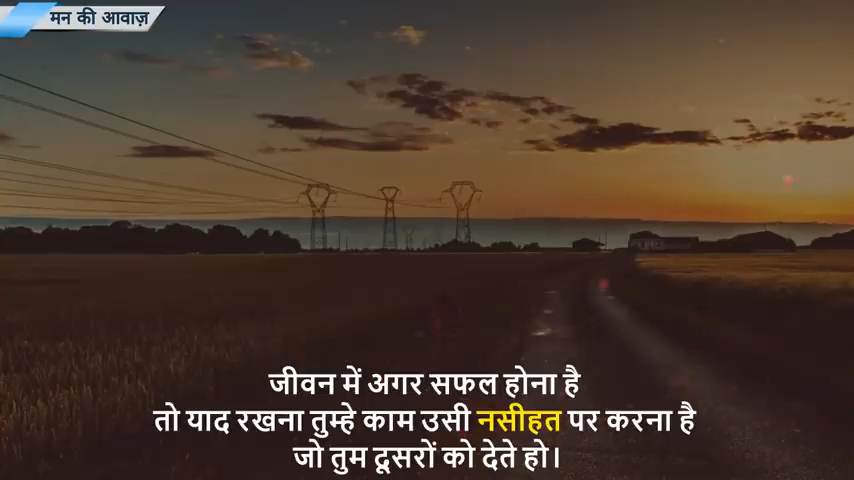 मन की आवाज़
जीवन में अगर सफल होना है
तो याद रखना तुम्हे काम उसी नसीहत पर करना है
जो तुम दूसरों को देते हो।